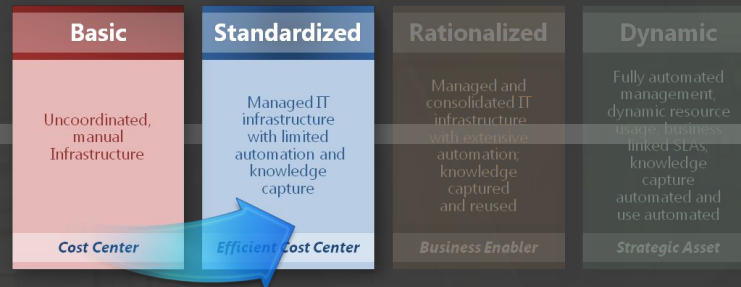 Basic
Uncoordinated,
manual
Infrastructure
Cost Center
Standardized
Managed IT
infrastructure
with limited
automation and
knowledge
capture
Efficient Cost Center
Rationalized
Managed and
consolidated IT
infrastructure
with extensive
automation;
knowledge
captured
and reused
Business Enabler
Dynamic
Fully automated
management,
dynamic resource
usage, business
linked SLAs,
knowledge
capture
automated and
use automated
Strategic Asset